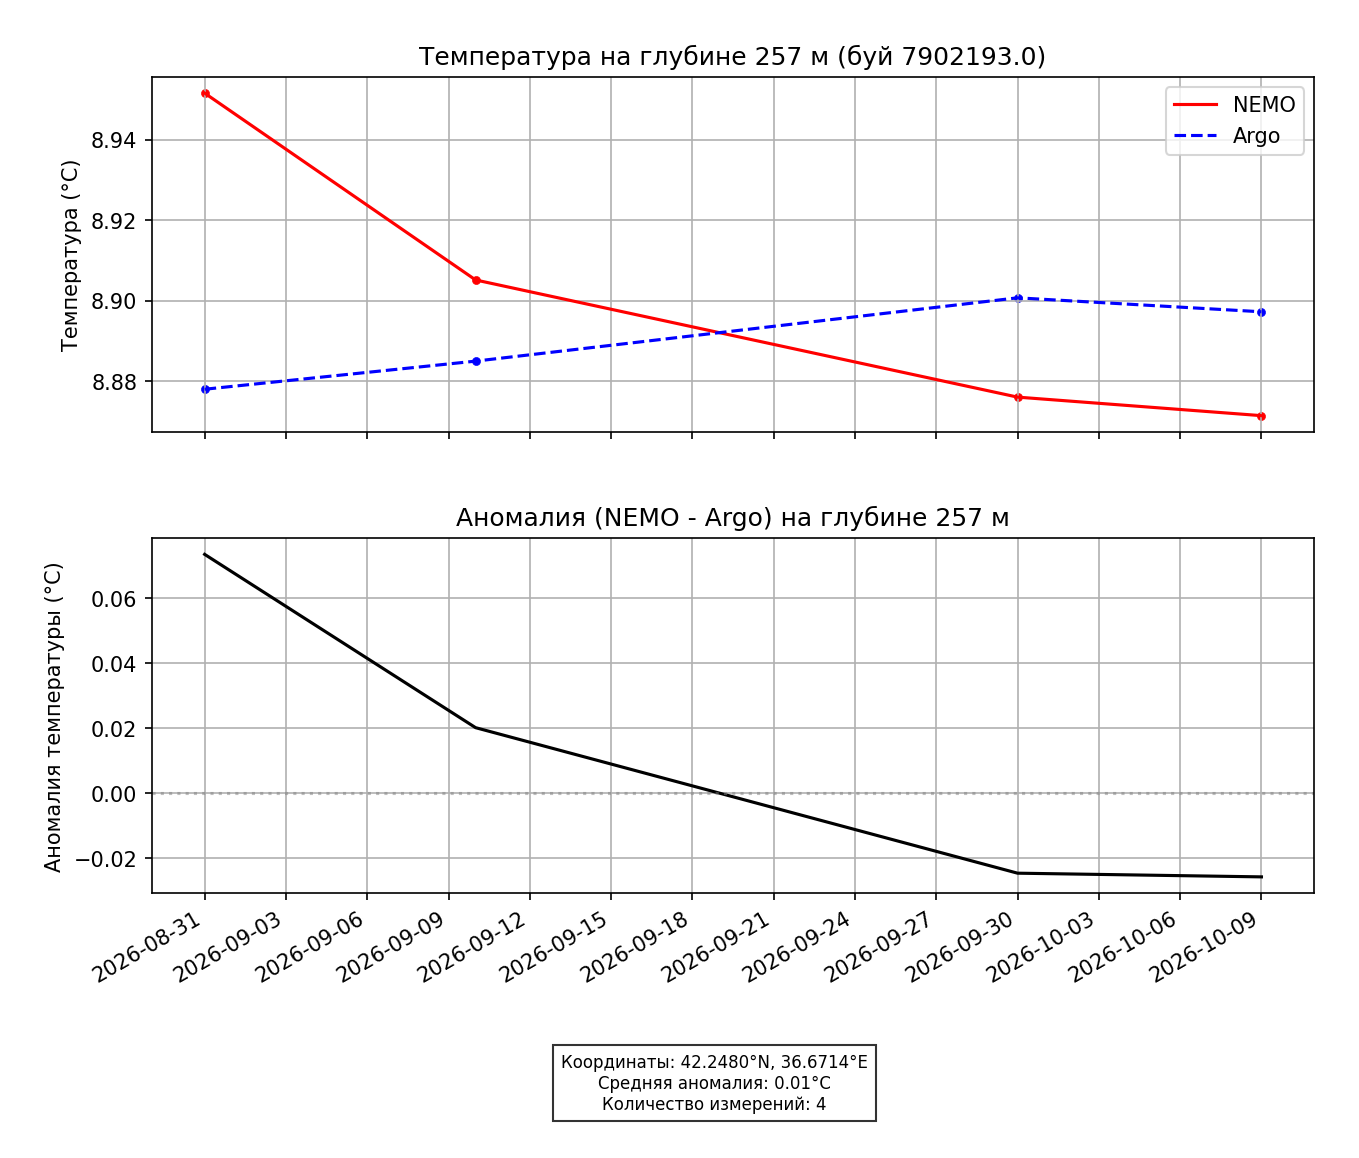 Температура на глубине 257 м (буй 7902193.0)
NEMO
Argo
Температура (°C)
8.94
8.92
8.90
8.88
Аномалия (NEMO - Argo) на глубине 257 м
Аномалия температуры (°C)
0.06
0.04
0.02
0.00
−0.02
2026-08-31
2026-09-03
2026-09-06
2026-09-09
2026-09-12
2026-09-15
2026-09-18
2026-09-21
2026-09-24
2026-09-27
2026-09-30
2026-10-03
2026-10-06
2026-10-09
Координаты: 42.2480°N, 36.6714°E
Средняя аномалия: 0.01°C
Количество измерений: 4